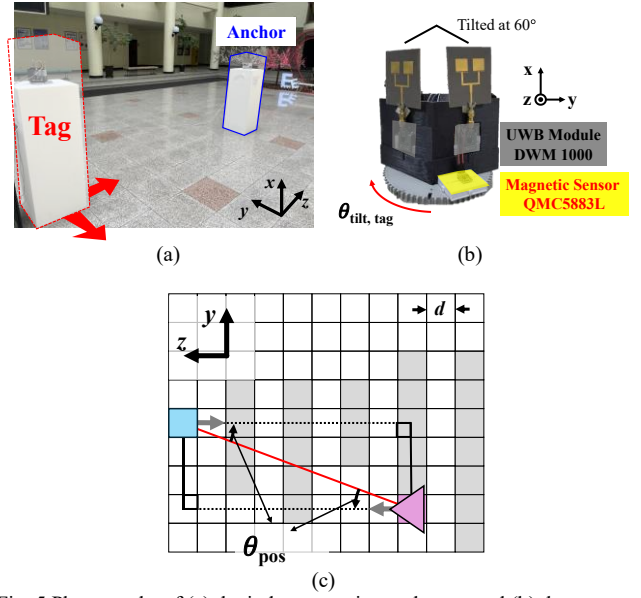 Anchor
Tag
x
y
z
(a)
Tilted at 60°
x
z
y
UWB Module
DWM 1000
Magnetic Sensor
QMC5883L
θtilt, tag
(b)
y
z
d
θpos
(c)